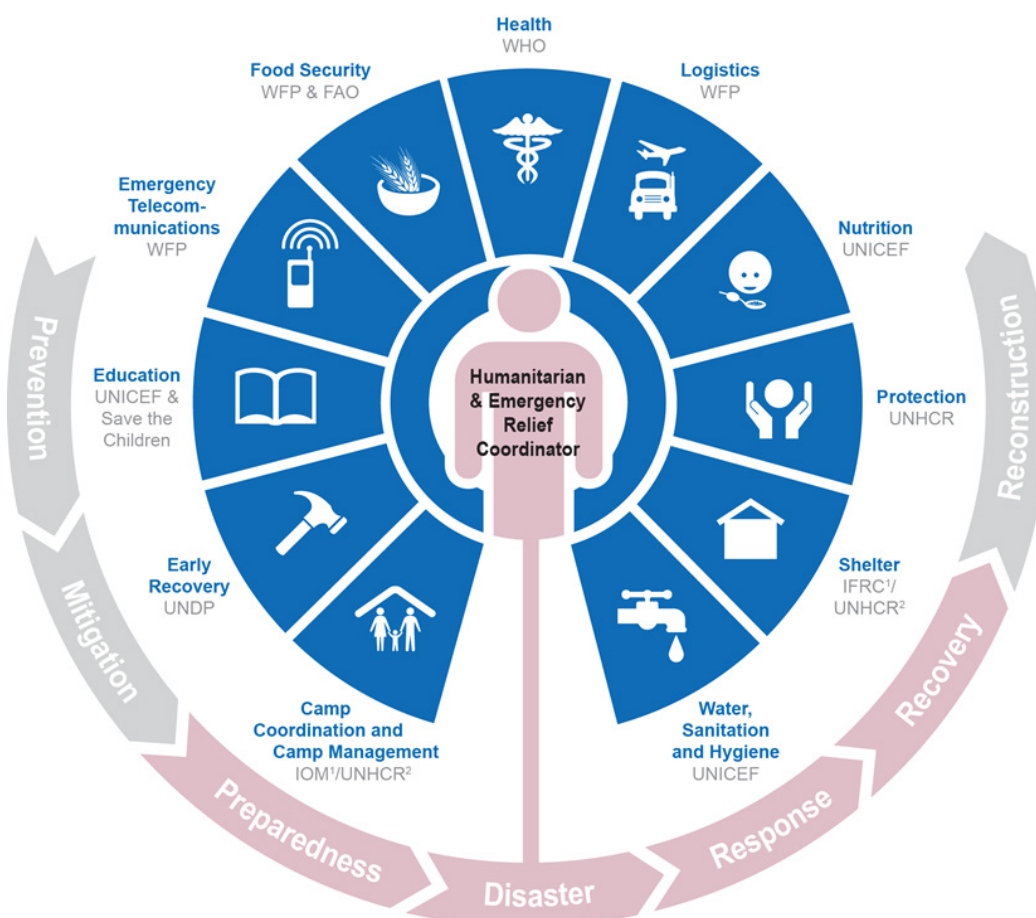 Health
WHO
Logistics
WFP
Food Security
WFP & FAO
Emergency
Telecom-
munications
WFP
Nutrition
UNICEF
Education
UNICEF &
Save the
Children
Humanitarian
& Emergency
Relief
Coordinator
Protection
UNHCR
Early
Recovery
UNDP
Shelter
IFRC¹/
UNHCR²
Camp
Coordination and
Camp Management
IOM¹/UNHCR²
Water,
Sanitation
and Hygiene
UNICEF
Prevention
Mitigation
Preparedness
Disaster
Response
Recovery
Reconstruction